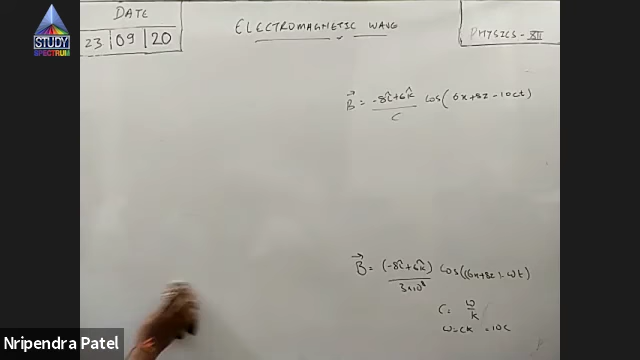 DATE
23 | 09 | 20
STUDY
SPECTRUM
ELECTROMAGNETIC WAVE
PHYSICS - XII
B⃗ = -8î+6k̂ / c cos(6x+8z-10ct)
B⃗ = (-8î+6k̂) / 3×10⁸ cos((6x+8z)-ωt)
c = ω/k
ω=ck =10c
Nripendra Patel